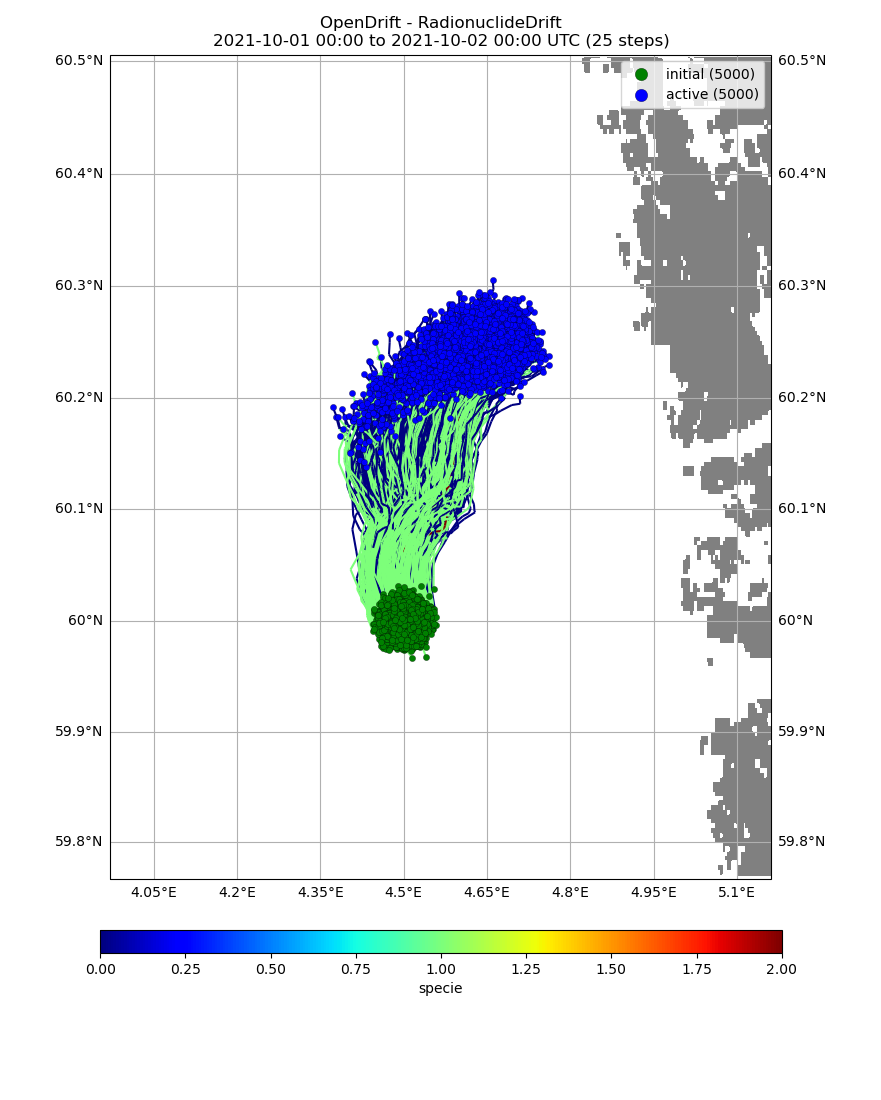 OpenDrift - RadionuclideDrift
2021-10-01 00:00 to 2021-10-02 00:00 UTC (25 steps)
60.5°N
60.5°N
initial (5000)
active (5000)
60.4°N
60.4°N
60.3°N
60.3°N
60.2°N
60.2°N
60.1°N
60.1°N
60°N
60°N
59.9°N
59.9°N
59.8°N
59.8°N
4.05°E 4.2°E 4.35°E 4.5°E 4.65°E 4.8°E 4.95°E 5.1°E
0.00 0.25 0.50 0.75 1.00 1.25 1.50 1.75 2.00
specie